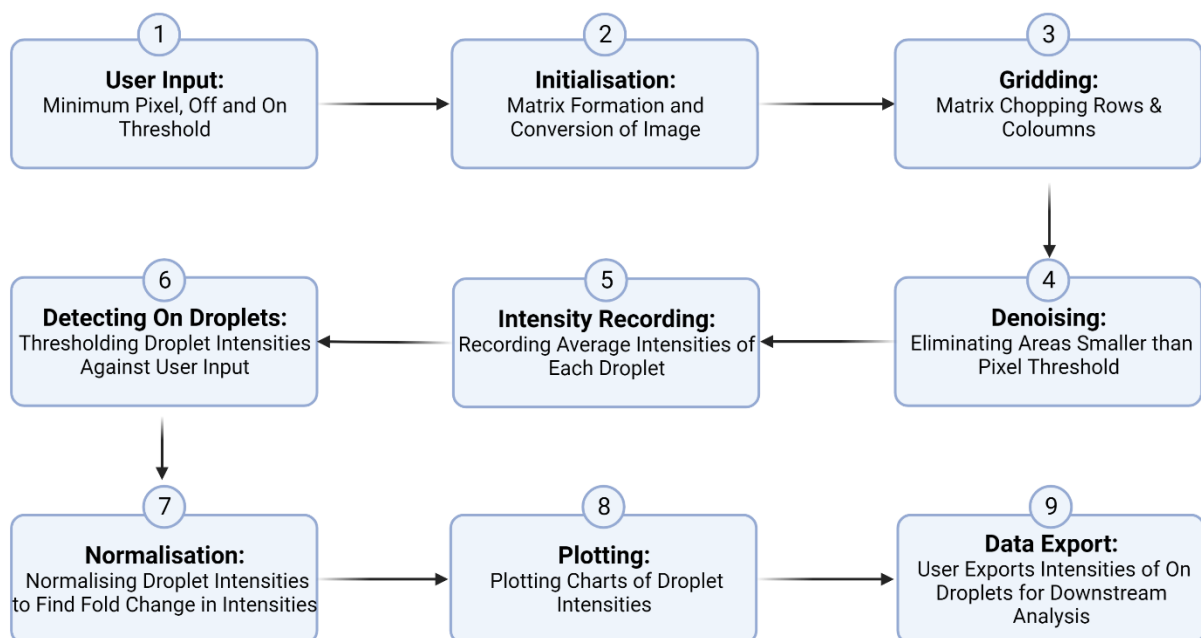 1
User Input:
Minimum Pixel, Off and On
Threshold
2
Initialisation:
Matrix Formation and
Conversion of Image
3
Gridding:
Matrix Chopping Rows &
Coloumns
4
Denoising:
Eliminating Areas Smaller than
Pixel Threshold
5
Intensity Recording:
Recording Average Intensities of
Each Droplet
6
Detecting On Droplets:
Thresholding Droplet Intensities
Against User Input
7
Normalisation:
Normalising Droplet Intensities
to Find Fold Change in Intensities
8
Plotting:
Plotting Charts of Droplet
Intensities
9
Data Export:
User Exports Intensities of On
Droplets for Downstream
Analysis